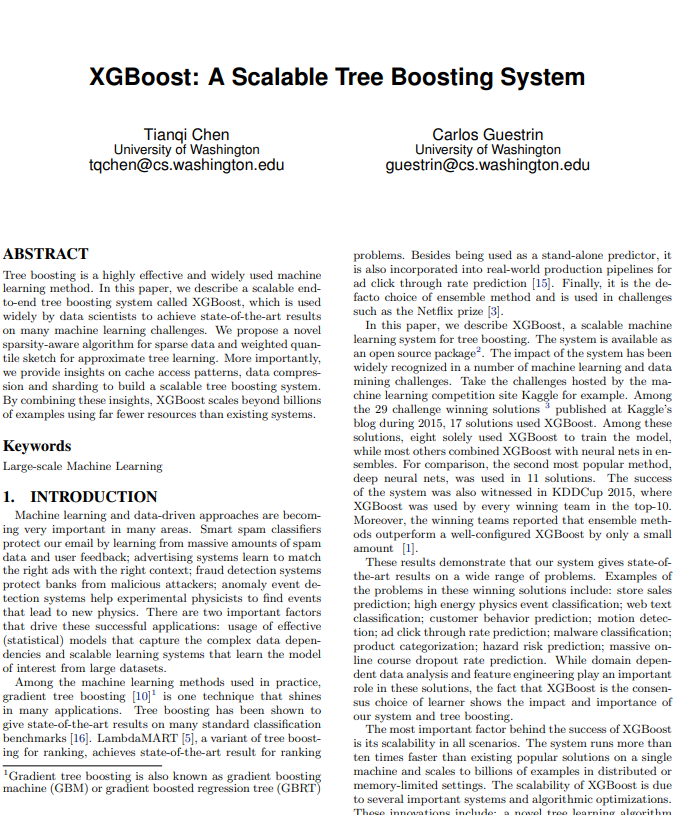 XGBoost: A Scalable Tree Boosting System
Tianqi Chen
University of Washington
tqchen@cs.washington.edu
Carlos Guestrin
University of Washington
guestrin@cs.washington.edu
ABSTRACT
Tree boosting is a highly effective and widely used machine
learning method. In this paper, we describe a scalable end-
to-end tree boosting system called XGBoost, which is used
widely by data scientists to achieve state-of-the-art results
on many machine learning challenges. We propose a novel
sparsity-aware algorithm for sparse data and weighted quan-
tile sketch for approximate tree learning. More importantly,
we provide insights on cache access patterns, data compres-
sion and sharding to build a scalable tree boosting system.
By combining these insights, XGBoost scales beyond billions
of examples using far fewer resources than existing systems.
Keywords
Large-scale Machine Learning
1. INTRODUCTION
Machine learning and data-driven approaches are becom-
ing very important in many areas. Smart spam classifiers
protect our email by learning from massive amounts of spam
data and user feedback; advertising systems learn to match
the right ads with the right context; fraud detection systems
protect banks from malicious attackers; anomaly event de-
tection systems help experimental physicists to find events
that lead to new physics. There are two important factors
that drive these successful applications: usage of effective
(statistical) models that capture the complex data depen-
dencies and scalable learning systems that learn the model
of interest from large datasets.
Among the machine learning methods used in practice,
gradient tree boosting [10]¹ is one technique that shines
in many applications. Tree boosting has been shown to
give state-of-the-art results on many standard classification
benchmarks [16]. LambdaMART [5], a variant of tree boost-
ing for ranking, achieves state-of-the-art result for ranking
¹Gradient tree boosting is also known as gradient boosting
machine (GBM) or gradient boosted regression tree (GBRT)
problems. Besides being used as a stand-alone predictor, it
is also incorporated into real-world production pipelines for
ad click through rate prediction [15]. Finally, it is the de-
facto choice of ensemble method and is used in challenges
such as the Netflix prize [3].
In this paper, we describe XGBoost, a scalable machine
learning system for tree boosting. The system is available as
an open source package². The impact of the system has been
widely recognized in a number of machine learning and data
mining challenges. Take the challenges hosted by the ma-
chine learning competition site Kaggle for example. Among
the 29 challenge winning solutions ³ published at Kaggle's
blog during 2015, 17 solutions used XGBoost. Among these
solutions, eight solely used XGBoost to train the model,
while most others combined XGBoost with neural nets in en-
sembles. For comparison, the second most popular method,
deep neural nets, was used in 11 solutions. The success
of the system was also witnessed in KDDCup 2015, where
XGBoost was used by every winning team in the top-10.
Moreover, the winning teams reported that ensemble meth-
ods outperform a well-configured XGBoost by only a small
amount [1].
These results demonstrate that our system gives state-of-
the-art results on a wide range of problems. Examples of
the problems in these winning solutions include: store sales
prediction; high energy physics event classification; web text
classification; customer behavior prediction; motion detec-
tion; ad click through rate prediction; malware classification;
product categorization; hazard risk prediction; massive on-
line course dropout rate prediction. While domain depen-
dent data analysis and feature engineering play an important
role in these solutions, the fact that XGBoost is the consen-
sus choice of learner shows the impact and importance of
our system and tree boosting.
The most important factor behind the success of XGBoost
is its scalability in all scenarios. The system runs more than
ten times faster than existing popular solutions on a single
machine and scales to billions of examples in distributed or
memory-limited settings. The scalability of XGBoost is due
to several important systems and algorithmic optimizations.
These innovations include: a novel tree learning algorithm